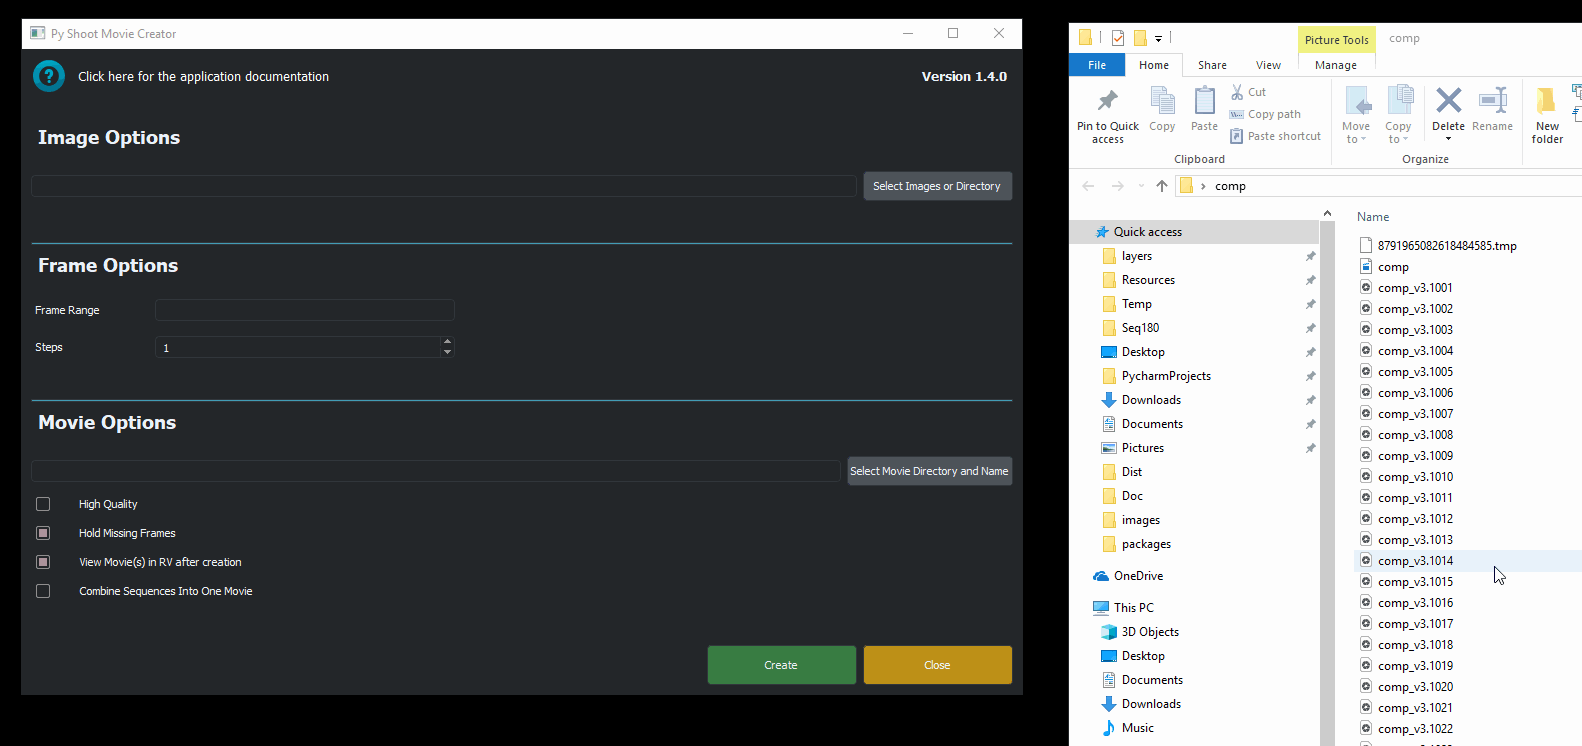 Py Shoot Movie Creator
Click here for the application documentation
Version 1.4.0
Image Options
Select Images or Directory
Frame Options
Frame Range
Steps
1
Movie Options
Select Movie Directory and Name
High Quality
Hold Missing Frames
View Movie(s) in RV after creation
Combine Sequences Into One Movie
Create
Close
Picture Tools
comp
File
Home
Share
View
Manage
Pin to Quick access
Copy
Paste
Cut
Copy path
Paste shortcut
Clipboard
Move to
Copy to
Delete
Rename
Organize
New folder
comp
Quick access
layers
Resources
Temp
Seq180
Desktop
PycharmProjects
Downloads
Documents
Pictures
Dist
Doc
images
packages
OneDrive
This PC
3D Objects
Desktop
Documents
Downloads
Music
Name
8791965082618484585.tmp
comp
comp_v3.1001
comp_v3.1002
comp_v3.1003
comp_v3.1004
comp_v3.1005
comp_v3.1006
comp_v3.1007
comp_v3.1008
comp_v3.1009
comp_v3.1010
comp_v3.1011
comp_v3.1012
comp_v3.1013
comp_v3.1014
comp_v3.1015
comp_v3.1016
comp_v3.1017
comp_v3.1018
comp_v3.1019
comp_v3.1020
comp_v3.1021
comp_v3.1022